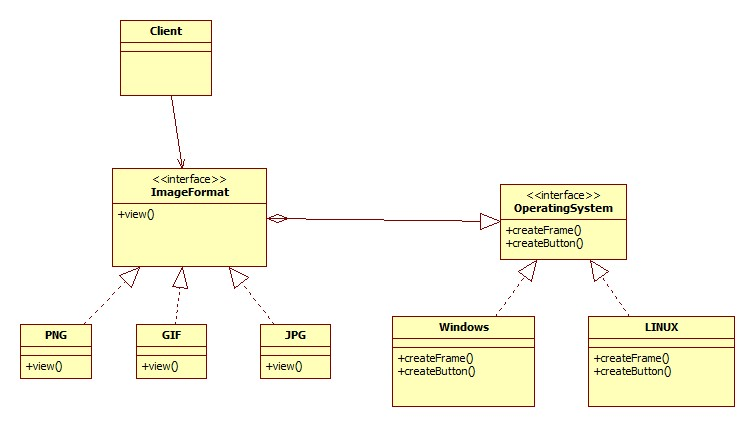 Client
<<interface>>
ImageFormat
+view()
<<interface>>
OperatingSystem
+createFrame()
+createButton()
PNG
+view()
GIF
+view()
JPG
+view()
Windows
+createFrame()
+createButton()
LINUX
+createFrame()
+createButton()